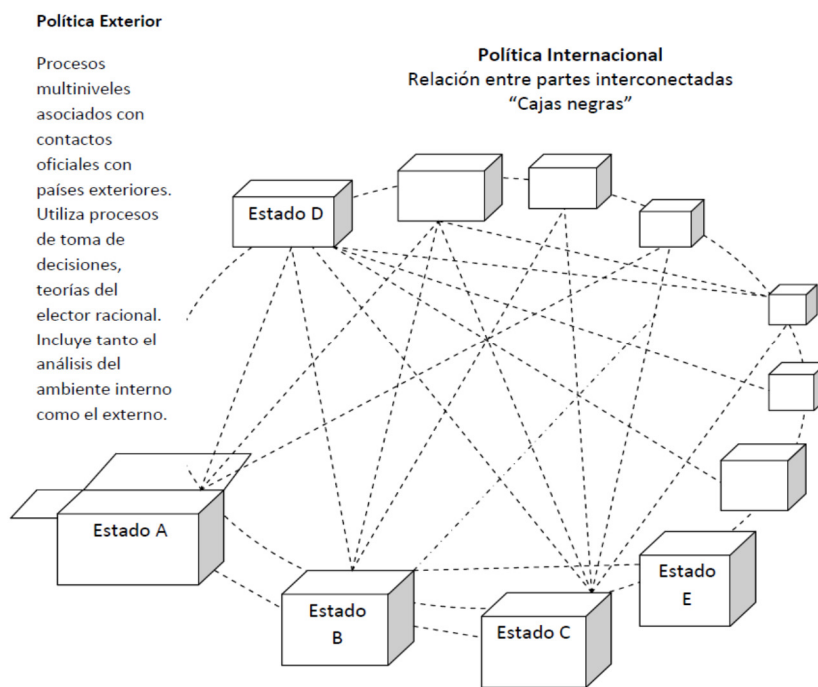 Política Exterior
Procesos
multiniveles
asociados con
contactos
oficiales con
países exteriores.
Utiliza procesos
de toma de
decisiones,
teorías del
elector racional.
Incluye tanto el
análisis del
ambiente interno
como el externo.
Política Internacional
Relación entre partes interconectadas
“Cajas negras”
Estado D
Estado A
Estado
B
Estado C
Estado
E